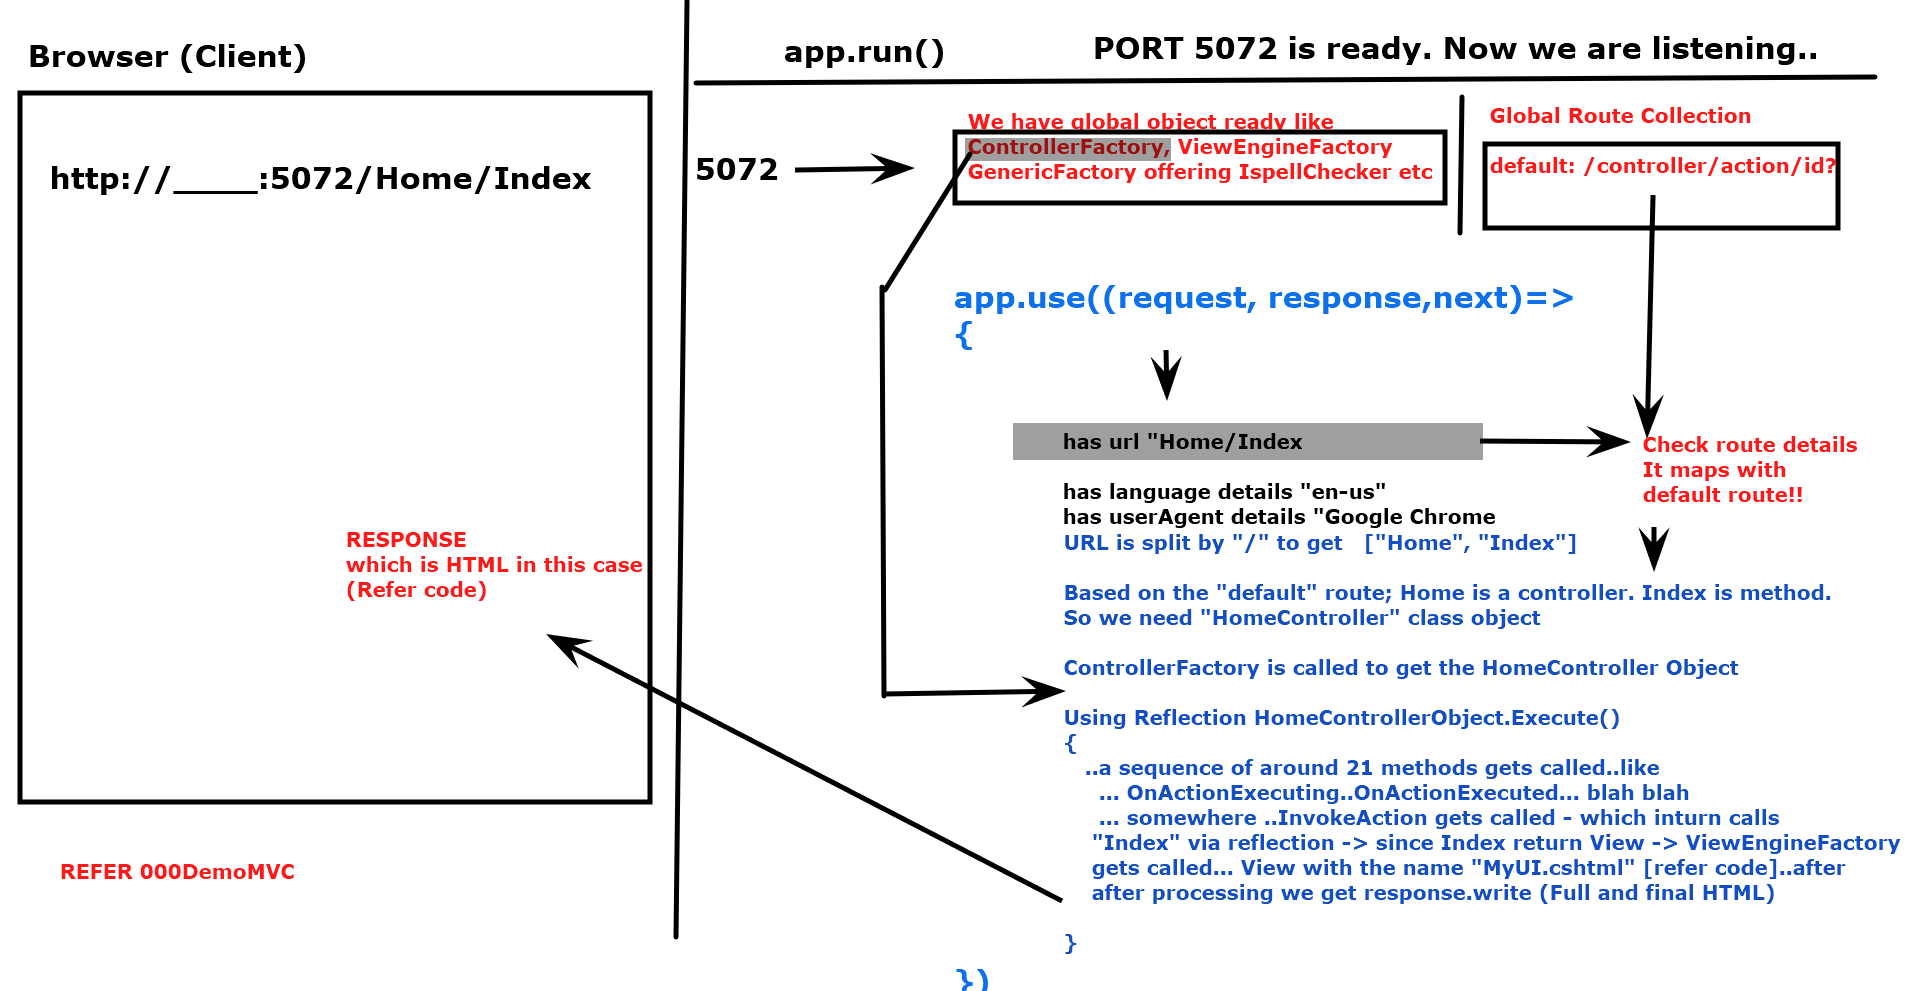 Browser (Client)
app.run()
PORT 5072 is ready. Now we are listening..
http://_____:5072/Home/Index
5072
We have global object ready like
ControllerFactory, ViewEngineFactory
GenericFactory offering IspellChecker etc
Global Route Collection
default: /controller/action/id?
app.use((request, response,next)=>
{
has url "Home/Index
Check route details
It maps with
default route!!
has language details "en-us"
has userAgent details "Google Chrome
URL is split by "/" to get   ["Home", "Index"]
RESPONSE
which is HTML in this case
(Refer code)
Based on the "default" route; Home is a controller. Index is method.
So we need "HomeController" class object
ControllerFactory is called to get the HomeController Object
Using Reflection HomeControllerObject.Execute()
{
..a sequence of around 21 methods gets called..like
... OnActionExecuting..OnActionExecuted... blah blah
... somewhere ..InvokeAction gets called - which inturn calls
"Index" via reflection -> since Index return View -> ViewEngineFactory
gets called... View with the name "MyUI.cshtml" [refer code]..after
after processing we get response.write (Full and final HTML)
}
})
REFER 000DemoMVC